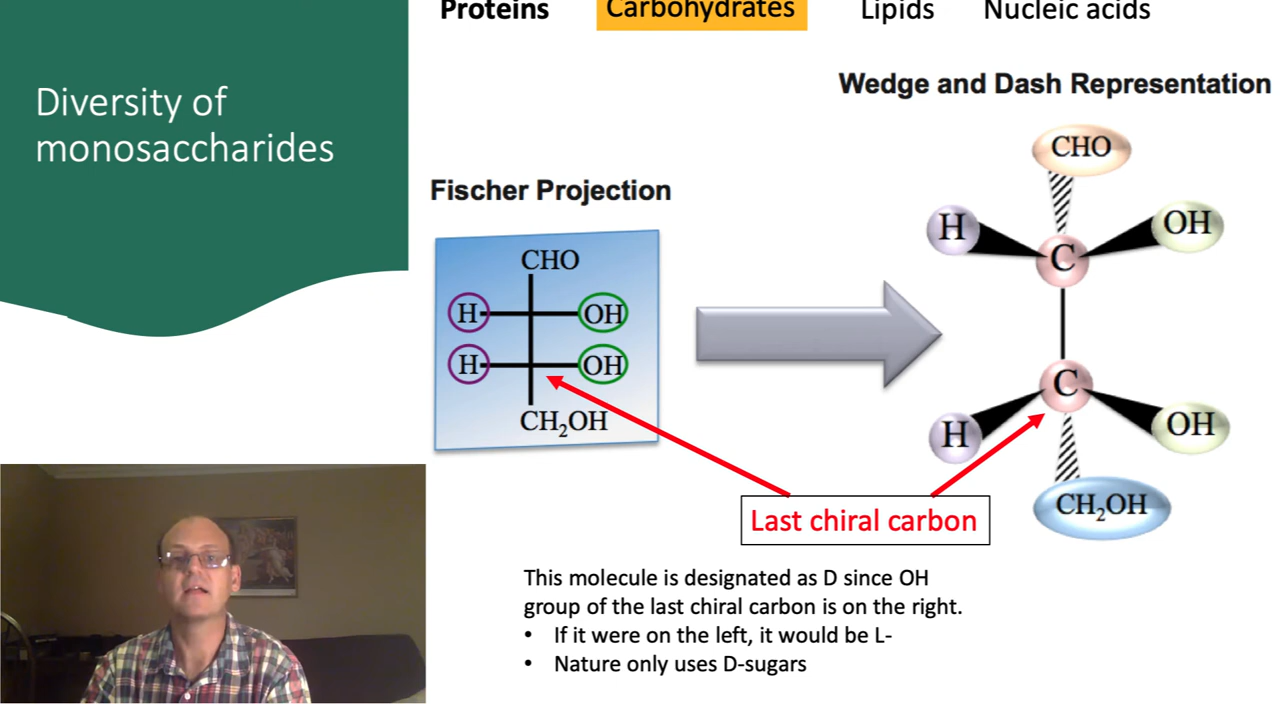 Proteins Carbohydrates Lipids Nucleic acids
Diversity of
monosaccharides
Wedge and Dash Representation
Fischer Projection
CHO
H OH
H OH
CH₂OH
CHO
H OH
C
C
H OH
CH₂OH
Last chiral carbon
This molecule is designated as D since OH
group of the last chiral carbon is on the right.
• If it were on the left, it would be L-
• Nature only uses D-sugars